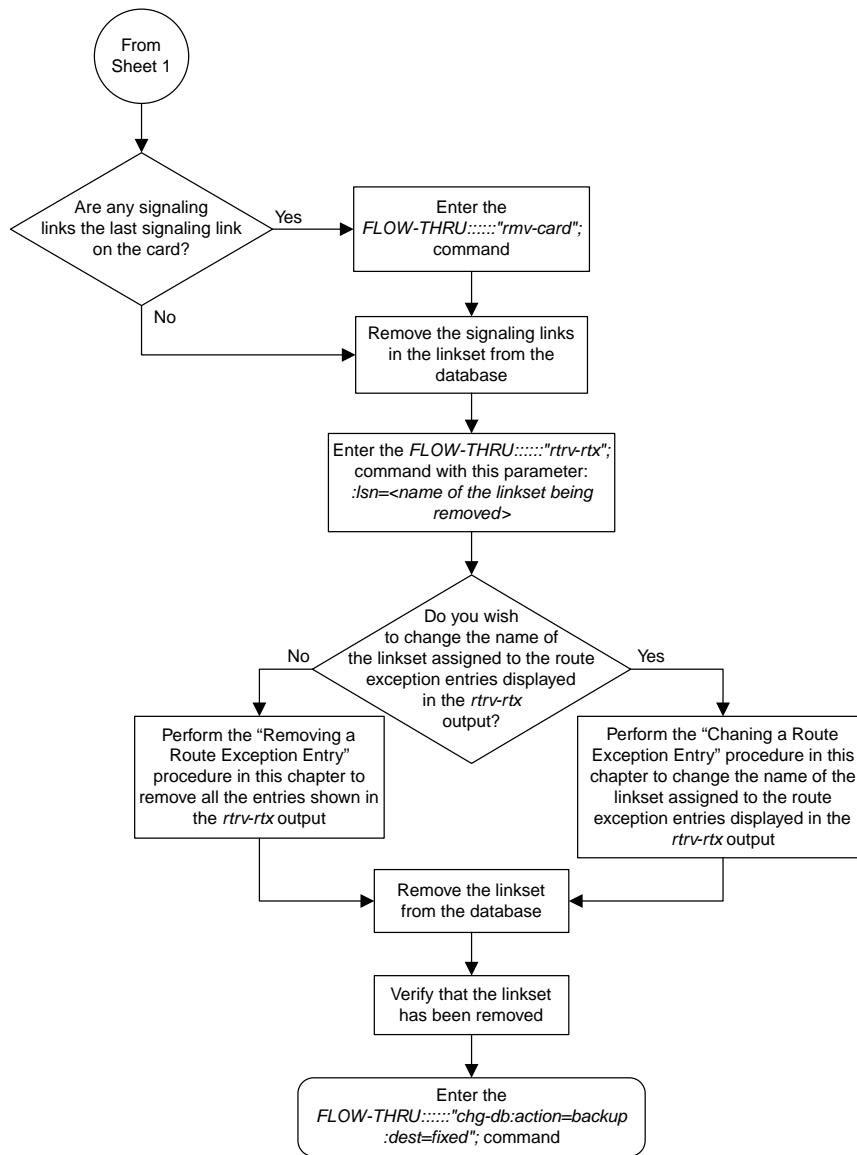 From
Sheet 1
Are any signaling
links the last signaling link
on the card?
Yes
Enter the
FLOW-THRU::::::"rmv-card";
command
No
Remove the signaling links
in the linkset from the
database
Enter the FLOW-THRU::::::"rtrv-rtx";
command with this parameter:
:lsn=<name of the linkset being
removed>
Do you wish
to change the name of
the linkset assigned to the route
exception entries displayed
in the rtrv-rtx
output?
No
Yes
Perform the “Removing a
Route Exception Entry”
procedure in this chapter to
remove all the entries shown in
the rtrv-rtx output
Perform the “Chaning a Route
Exception Entry” procedure in this
chapter to change the name of the
linkset assigned to the route
exception entries displayed in the
rtrv-rtx output
Remove the linkset
from the database
Verify that the linkset
has been removed
Enter the
FLOW-THRU::::::"chg-db:action=backup
:dest=fixed"; command